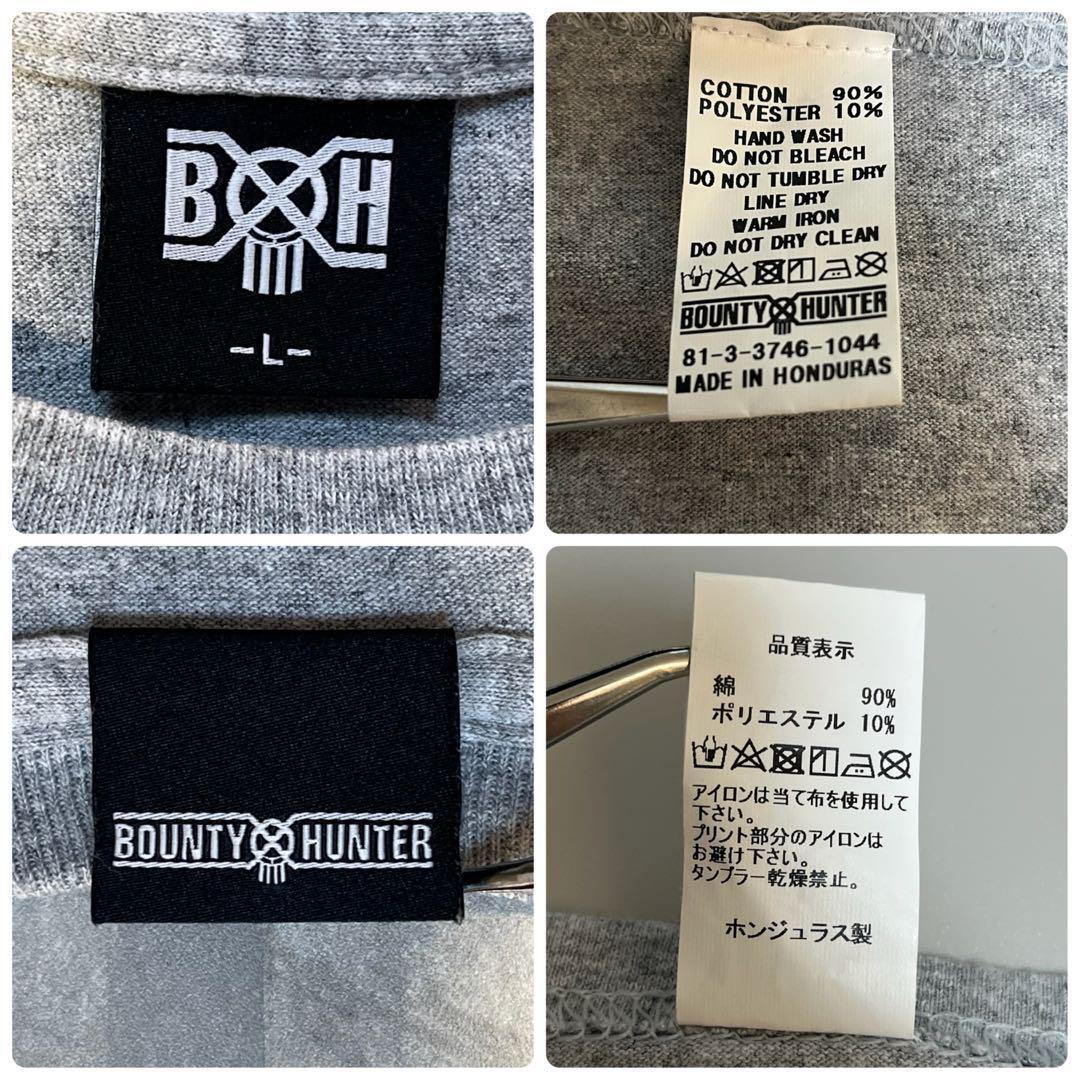 B H
-L-
COTTON 90%
POLYESTER 10%
HAND WASH
DO NOT BLEACH
DO NOT TUMBLE DRY
LINE DRY
WARM IRON
DO NOT DRY CLEAN
BOUNTY HUNTER
81-3-3746-1044
MADE IN HONDURAS
BOUNTY HUNTER
品質表示
綿 90%
ポリエステル 10%
アイロンは当て布を使用して
下さい。
プリント部分のアイロンは
お避け下さい。
タンブラー乾燥禁止。
ホンジュラス製